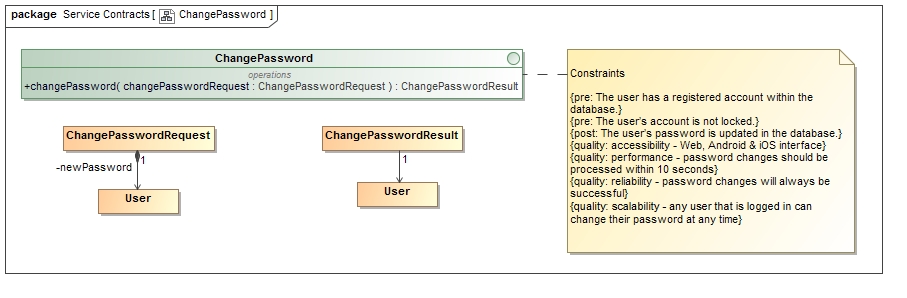 package Service Contracts [ ChangePassword ]
ChangePassword
operations
+changePassword( changePasswordRequest : ChangePasswordRequest ) : ChangePasswordResult
ChangePasswordRequest
1
-newPassword
User
ChangePasswordResult
1
User
Constraints
{pre: The user has a registered account within the
database.}
{pre: The user's account is not locked.}
{post: The user's password is updated in the database.}
{quality: accessibility - Web, Android & iOS interface}
{quality: performance - password changes should be
processed within 10 seconds}
{quality: reliability - password changes will always be
successful}
{quality: scalability - any user that is logged in can
change their password at any time}